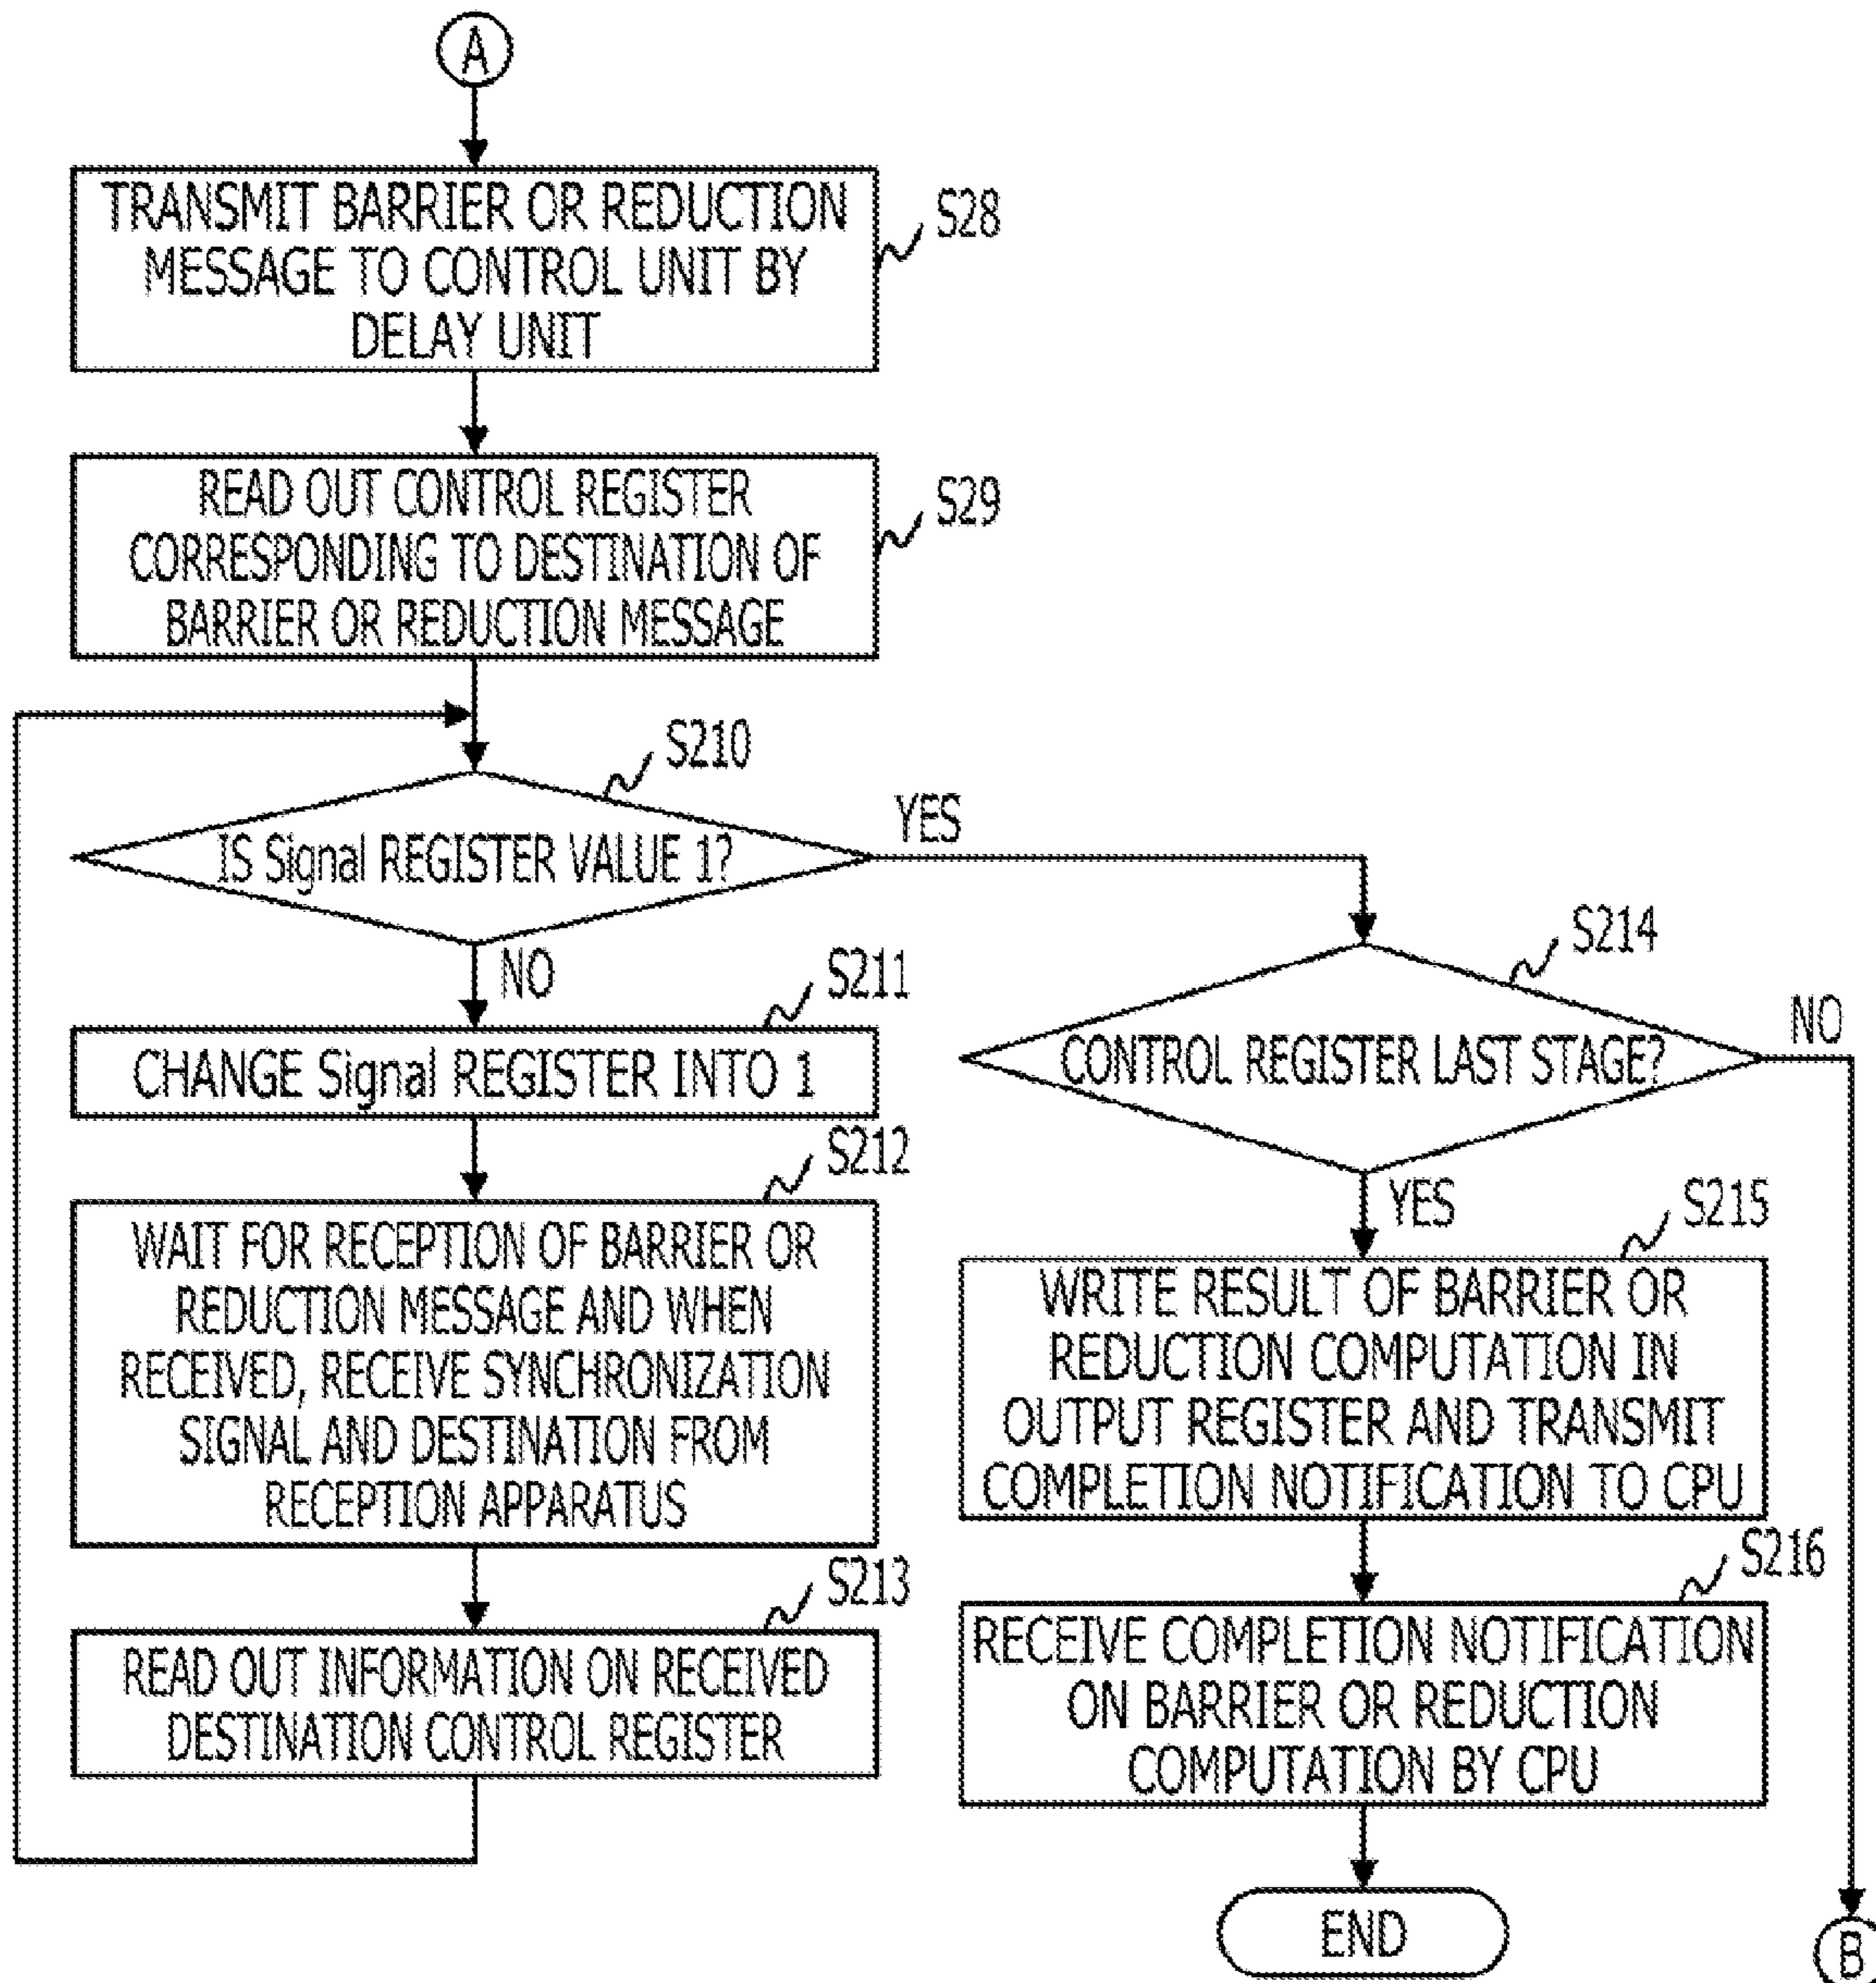 A
TRANSMIT BARRIER OR REDUCTION
MESSAGE TO CONTROL UNIT BY
DELAY UNIT
S28
READ OUT CONTROL REGISTER
CORRESPONDING TO DESTINATION OF
BARRIER OR REDUCTION MESSAGE
S29
S210
IS Signal REGISTER VALUE 1?
YES
NO
S211
CHANGE Signal REGISTER INTO 1
S212
WAIT FOR RECEPTION OF BARRIER OR
REDUCTION MESSAGE AND WHEN
RECEIVED, RECEIVE SYNCHRONIZATION
SIGNAL AND DESTINATION FROM
RECEPTION APPARATUS
S213
READ OUT INFORMATION ON RECEIVED
DESTINATION CONTROL REGISTER
S214
CONTROL REGISTER LAST STAGE?
NO
YES
S215
WRITE RESULT OF BARRIER OR
REDUCTION COMPUTATION IN
OUTPUT REGISTER AND TRANSMIT
COMPLETION NOTIFICATION TO CPU
S216
RECEIVE COMPLETION NOTIFICATION
ON BARRIER OR REDUCTION
COMPUTATION BY CPU
END
B